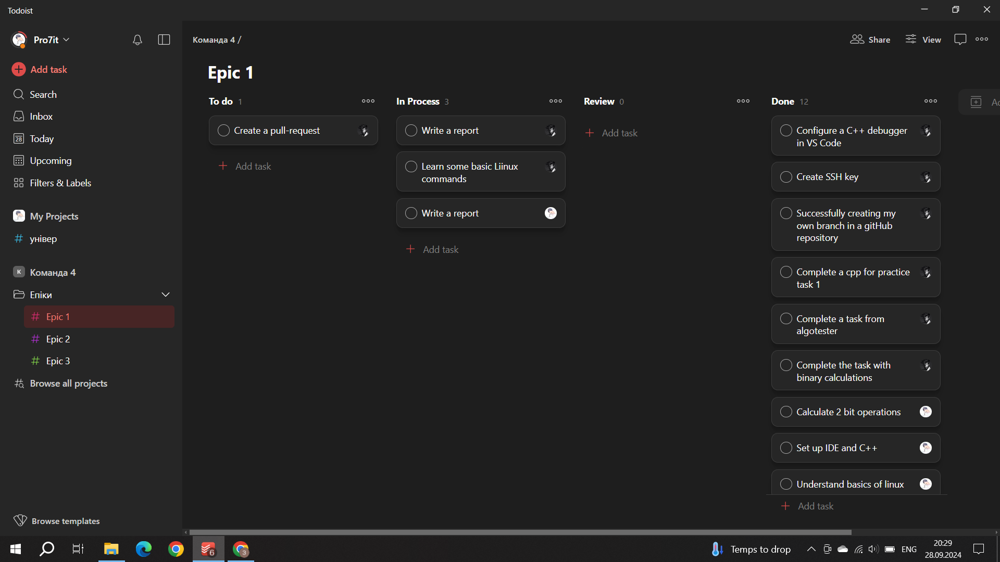 Todoist
Pro7it
Add task
Search
Inbox
28
Today
Upcoming
Filters & Labels
My Projects
# універ
К
Команда 4
Епіки
# Epic 1
# Epic 2
# Epic 3
Browse all projects
Browse templates
Команда 4 /
Share
View
Epic 1
To do 1
Create a pull-request
+ Add task
In Process 3
Write a report
Learn some basic Liinux
commands
Write a report
+ Add task
Review 0
+ Add task
Done 12
Configure a C++ debugger
in VS Code
Create SSH key
Successfully creating my
own branch in a gitHub
repository
Complete a cpp for practice
task 1
Complete a task from
algotester
Complete the task with
binary calculations
Calculate 2 bit operations
Set up IDE and C++
Understand basics of linux
+ Add task
6
3
Temps to drop
ENG
20:29
28.09.2024